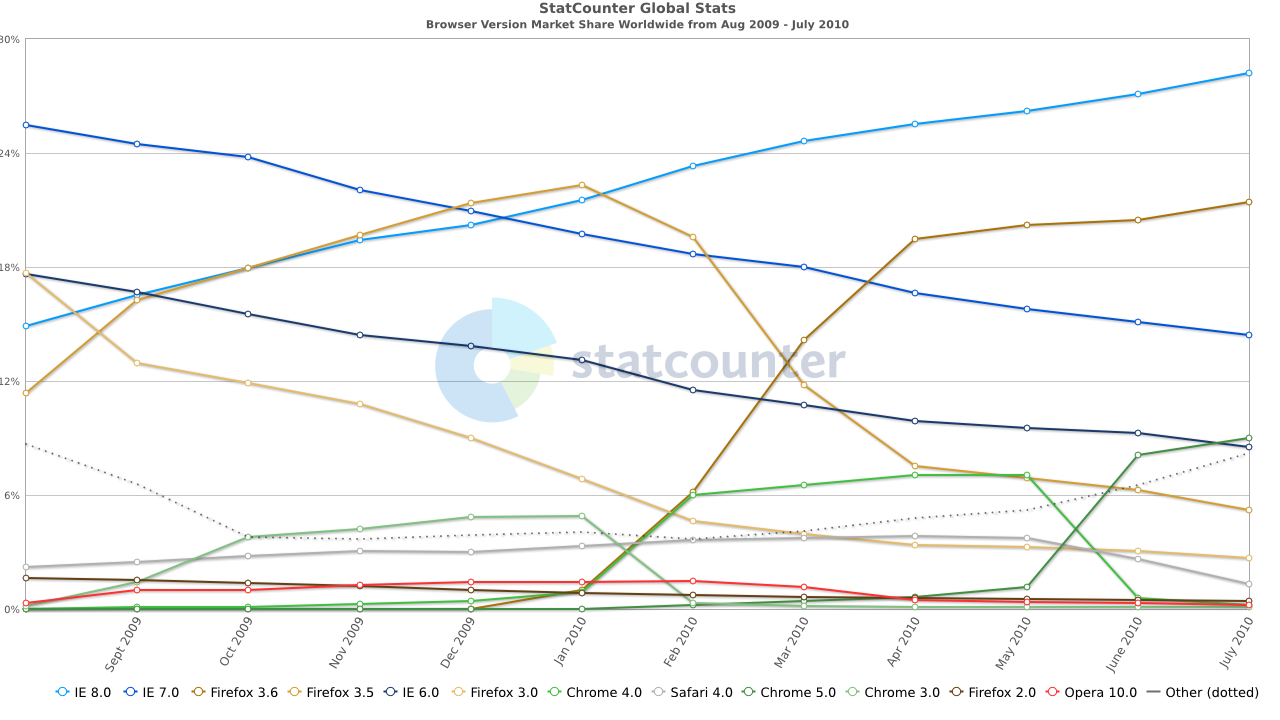 StatCounter Global Stats
Browser Version Market Share Worldwide from Aug 2009 - July 2010
30%
24%
18%
12%
6%
0%
statcounter
Sept 2009
Oct 2009
Nov 2009
Dec 2009
Jan 2010
Feb 2010
Mar 2010
Apr 2010
May 2010
June 2010
July 2010
IE 8.0 IE 7.0 Firefox 3.6 Firefox 3.5 IE 6.0 Firefox 3.0 Chrome 4.0 Safari 4.0 Chrome 5.0 Chrome 3.0 Firefox 2.0 Opera 10.0 Other (dotted)